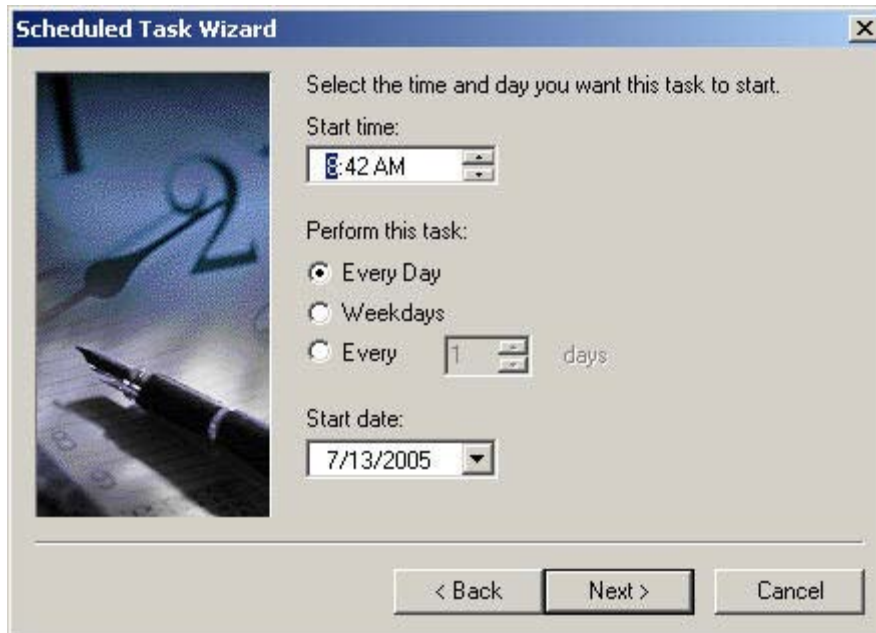 Scheduled Task Wizard
Select the time and day you want this task to start.
Start time:
8:42 AM
Perform this task:
Every Day
Weekdays
Every 1 days
Start date:
7/13/2005
< Back Next > Cancel
2